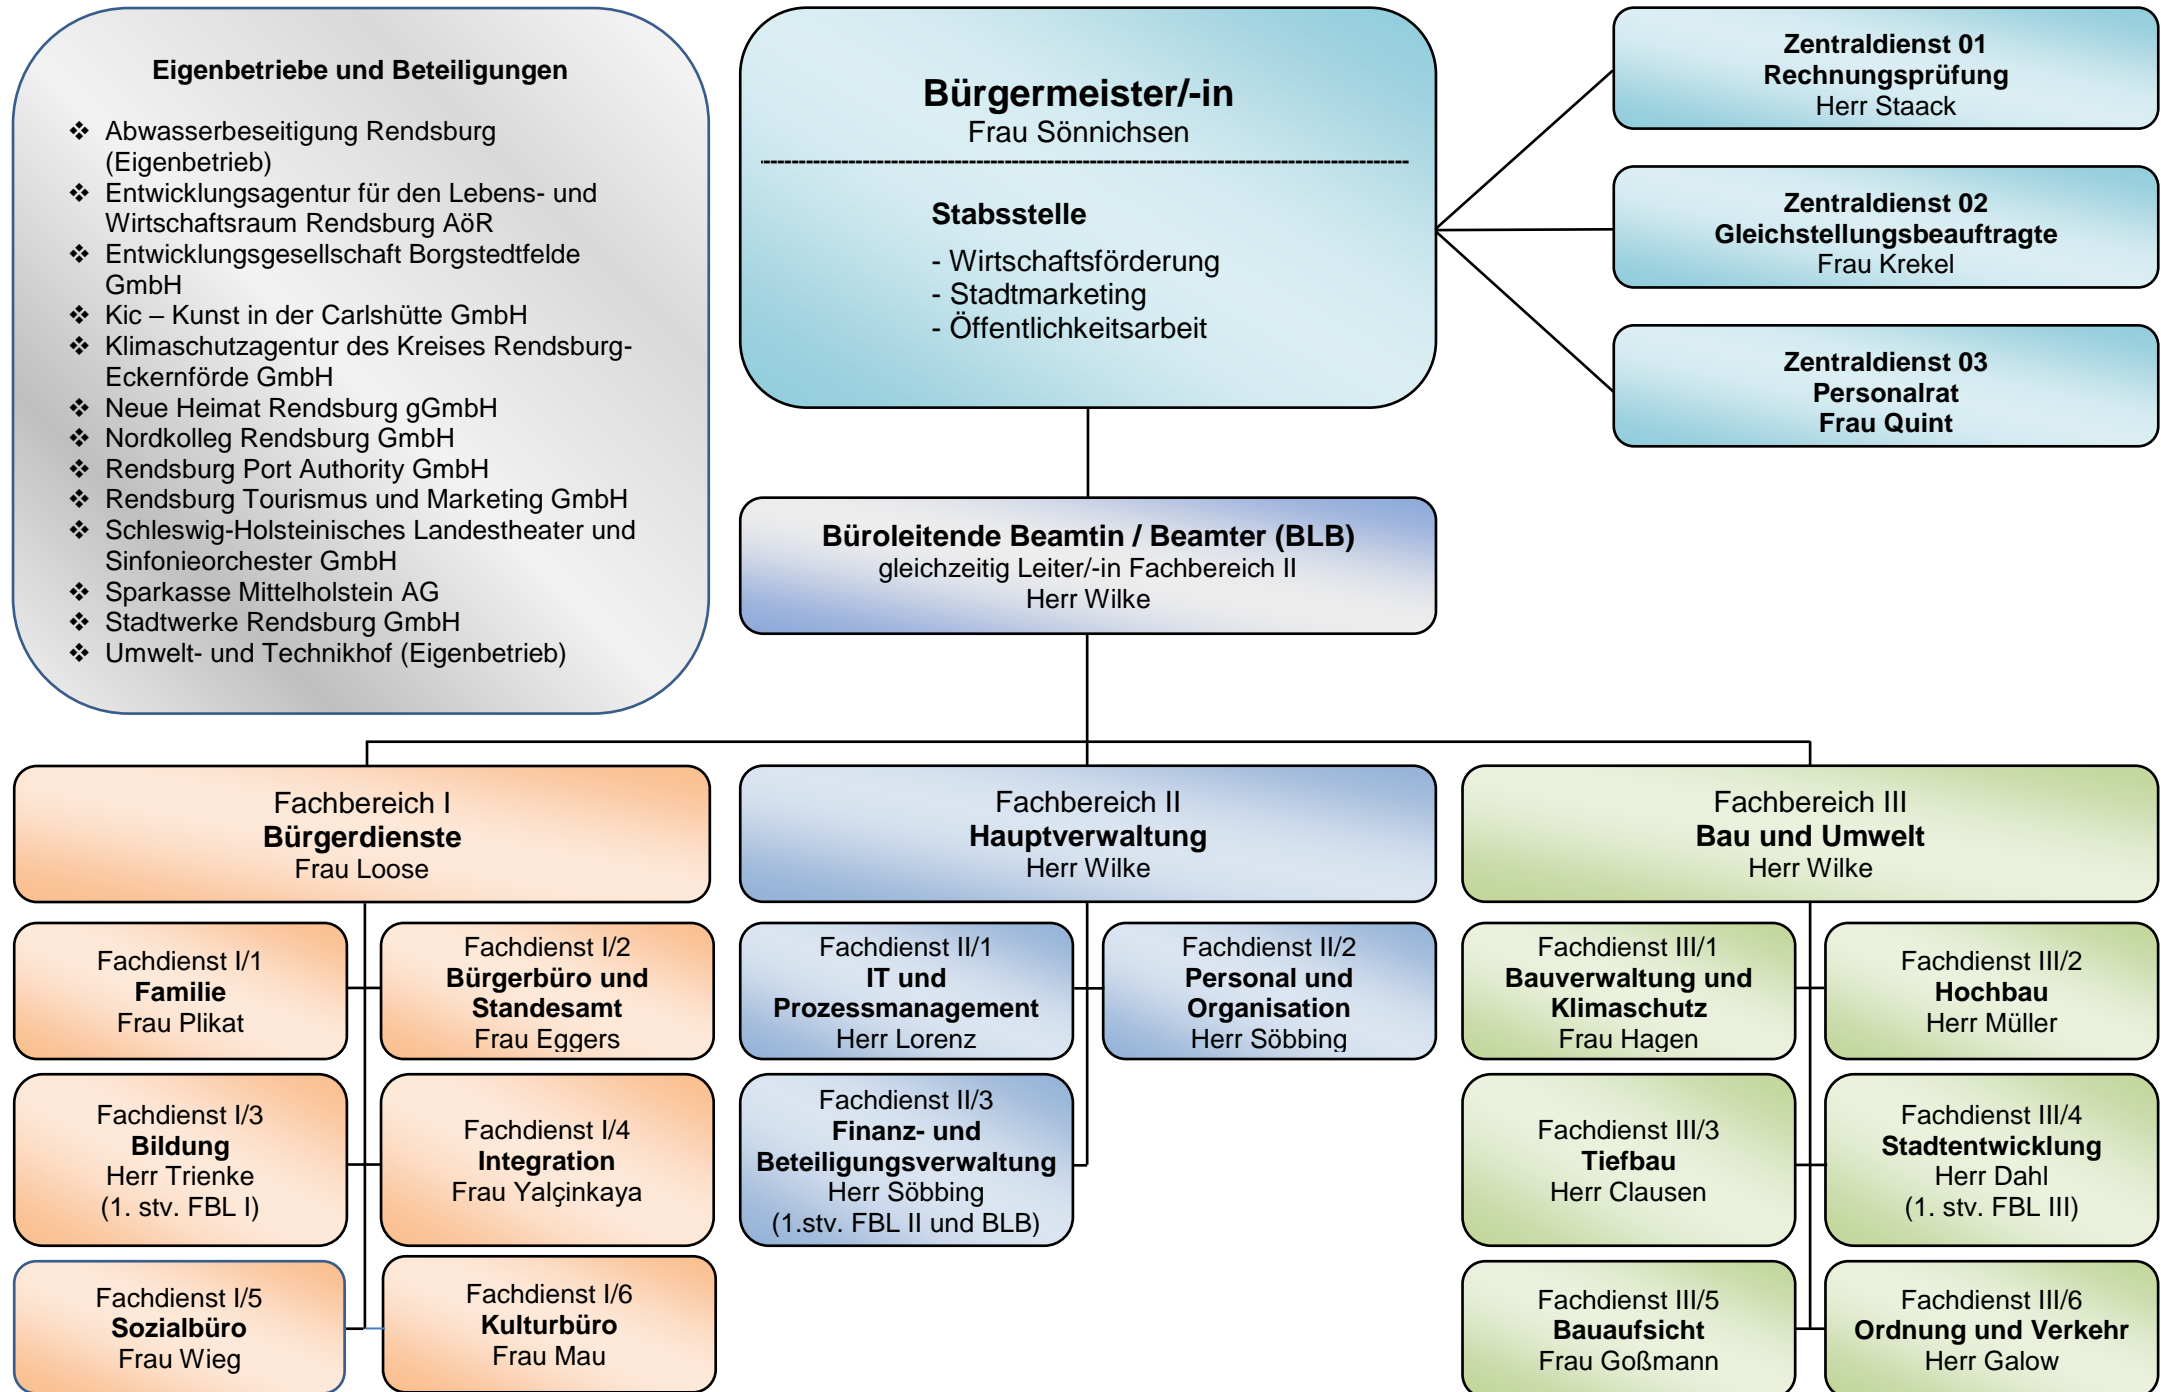 Eigenbetriebe und Beteiligungen
❖ Abwasserbeseitigung Rendsburg
(Eigenbetrieb)
❖ Entwicklungsagentur für den Lebens- und
Wirtschaftsraum Rendsburg AöR
❖ Entwicklungsgesellschaft Borgstedtfelde
GmbH
❖ Kic – Kunst in der Carlshütte GmbH
❖ Klimaschutzagentur des Kreises Rendsburg-
Eckernförde GmbH
❖ Neue Heimat Rendsburg gGmbH
❖ Nordkolleg Rendsburg GmbH
❖ Rendsburg Port Authority GmbH
❖ Rendsburg Tourismus und Marketing GmbH
❖ Schleswig-Holsteinisches Landestheater und
Sinfonieorchester GmbH
❖ Sparkasse Mittelholstein AG
❖ Stadtwerke Rendsburg GmbH
❖ Umwelt- und Technikhof (Eigenbetrieb)
Bürgermeister/-in
Frau Sönnichsen
Stabsstelle
- Wirtschaftsförderung
- Stadtmarketing
- Öffentlichkeitsarbeit
Zentraldienst 01
Rechnungsprüfung
Herr Staack
Zentraldienst 02
Gleichstellungsbeauftragte
Frau Krekel
Zentraldienst 03
Personalrat
Frau Quint
Büroleitende Beamtin / Beamter (BLB)
gleichzeitig Leiter/-in Fachbereich II
Herr Wilke
Fachbereich I
Bürgerdienste
Frau Loose
Fachbereich II
Hauptverwaltung
Herr Wilke
Fachbereich III
Bau und Umwelt
Herr Wilke
Fachdienst I/1
Familie
Frau Plikat
Fachdienst I/2
Bürgerbüro und
Standesamt
Frau Eggers
Fachdienst I/3
Bildung
Herr Trienke
(1. stv. FBL I)
Fachdienst I/4
Integration
Frau Yalçinkaya
Fachdienst I/5
Sozialbüro
Frau Wieg
Fachdienst I/6
Kulturbüro
Frau Mau
Fachdienst II/1
IT und
Prozessmanagement
Herr Lorenz
Fachdienst II/2
Personal und
Organisation
Herr Söbbing
Fachdienst II/3
Finanz- und
Beteiligungsverwaltung
Herr Söbbing
(1.stv. FBL II und BLB)
Fachdienst III/1
Bauverwaltung und
Klimaschutz
Frau Hagen
Fachdienst III/2
Hochbau
Herr Müller
Fachdienst III/3
Tiefbau
Herr Clausen
Fachdienst III/4
Stadtentwicklung
Herr Dahl
(1. stv. FBL III)
Fachdienst III/5
Bauaufsicht
Frau Goßmann
Fachdienst III/6
Ordnung und Verkehr
Herr Galow